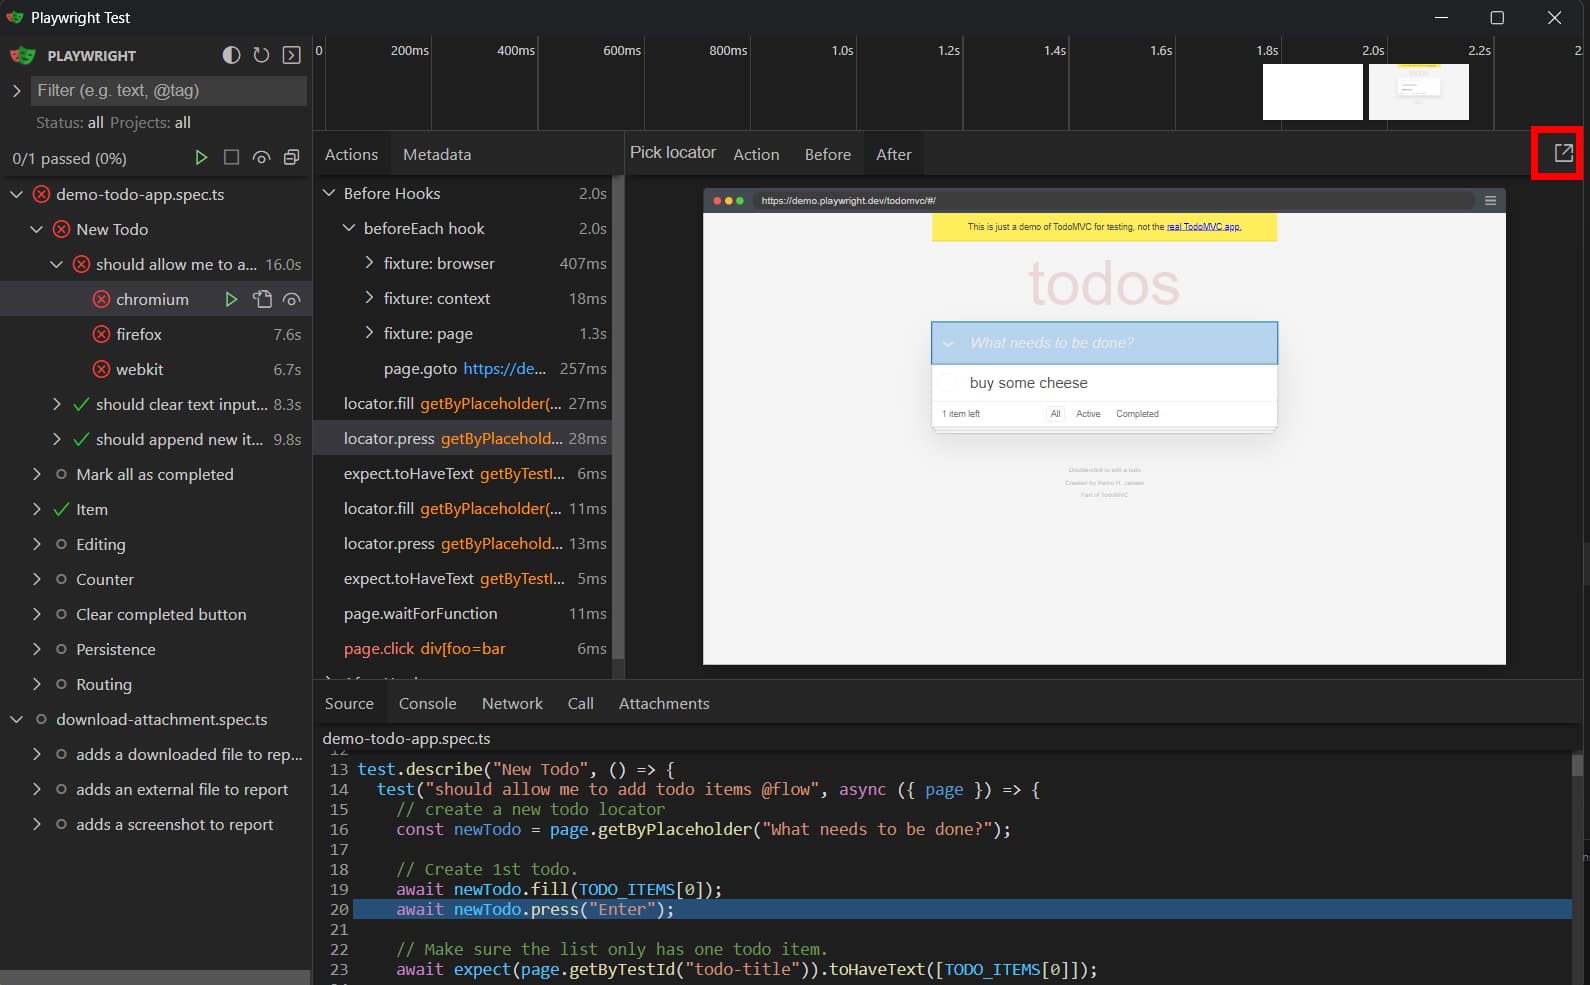 Playwright Test
PLAYWRIGHT
Filter (e.g. text, @tag)
Status: all Projects: all
0/1 passed (0%)
demo-todo-app.spec.ts
New Todo
should allow me to a... 16.0s
chromium
firefox 7.6s
webkit 6.7s
should clear text input... 8.3s
should append new it... 9.8s
Mark all as completed
Item
Editing
Counter
Clear completed button
Persistence
Routing
download-attachment.spec.ts
adds a downloaded file to rep...
adds an external file to report
adds a screenshot to report
0 200ms 400ms 600ms 800ms 1.0s 1.2s 1.4s 1.6s 1.8s 2.0s 2.2s 2.
Actions Metadata
Before Hooks 2.0s
beforeEach hook 2.0s
fixture: browser 407ms
fixture: context 18ms
fixture: page 1.3s
page.goto https://de... 257ms
locator.fill getByPlaceholder(... 27ms
locator.press getByPlacehold... 28ms
expect.toHaveText getByTestI... 6ms
locator.fill getByPlaceholder(... 11ms
locator.press getByPlacehold... 13ms
expect.toHaveText getByTestI... 5ms
page.waitForFunction 11ms
page.click div[foo=bar 6ms
Pick locator Action Before After
https://demo.playwright.dev/todomvc/#/
This is just a demo of TodoMVC for testing, not the real TodoMVC app.
todos
What needs to be done?
buy some cheese
1 item left All Active Completed
Double-click to edit a todo.
Created by Remo H. Jansen
Part of TodoMVC
Source Console Network Call Attachments
demo-todo-app.spec.ts
12
13 test.describe("New Todo", () => {
14 test("should allow me to add todo items @flow", async ({ page }) => {
15 // create a new todo locator
16 const newTodo = page.getByPlaceholder("What needs to be done?");
17
18 // Create 1st todo.
19 await newTodo.fill(TODO_ITEMS[0]);
20 await newTodo.press("Enter");
21
22 // Make sure the list only has one todo item.
23 await expect(page.getByTestId("todo-title")).toHaveText([TODO_ITEMS[0]]);